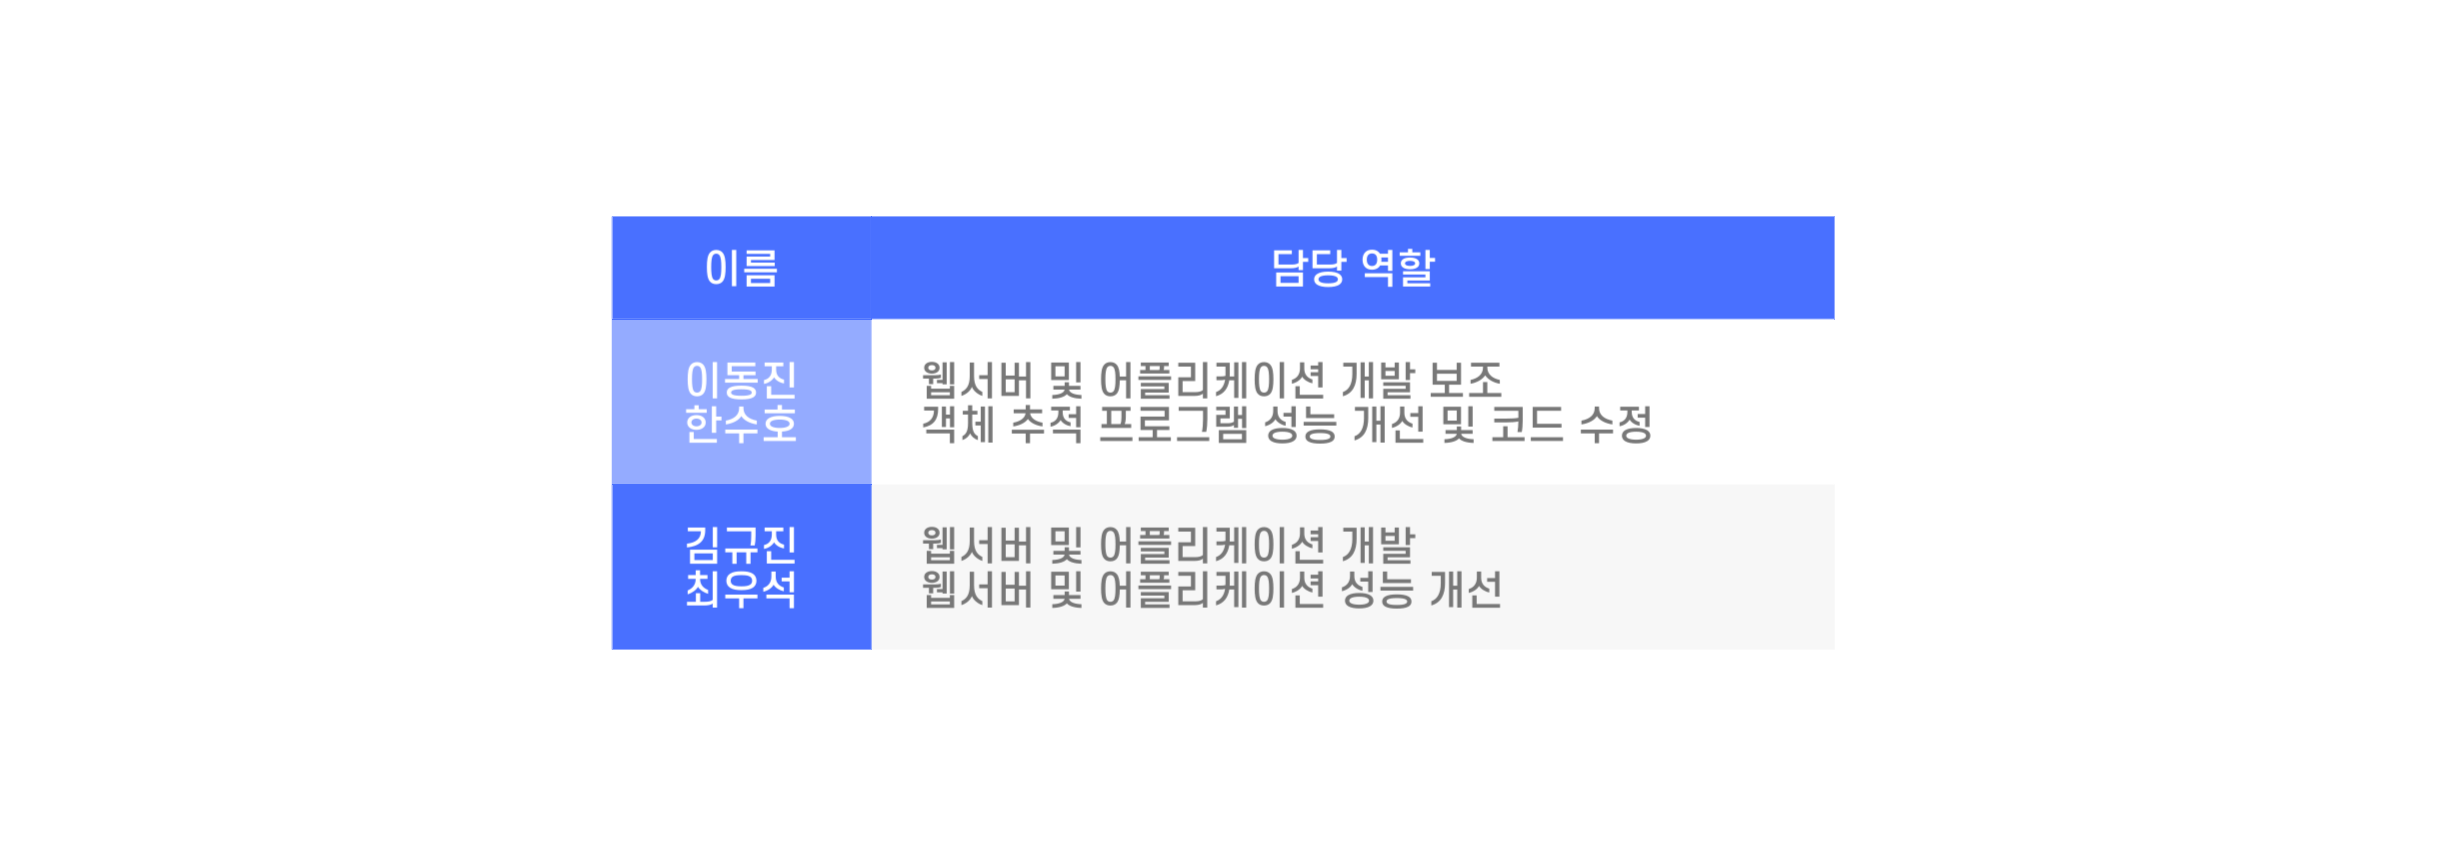 이름 담당 역할
이동진 웹서버 및 어플리케이션 개발 보조
한수호 객체 추적 프로그램 성능 개선 및 코드 수정
김규진 웹서버 및 어플리케이션 개발
최우석 웹서버 및 어플리케이션 성능 개선